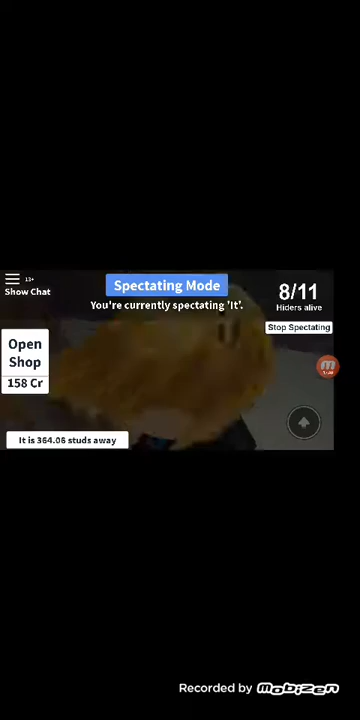 13+
Show Chat
Spectating Mode
You're currently spectating 'It'.
8/11
Hiders alive
Stop Spectating
Open
Shop
158 Cr
It is 364.06 studs away
Recorded by mobizen